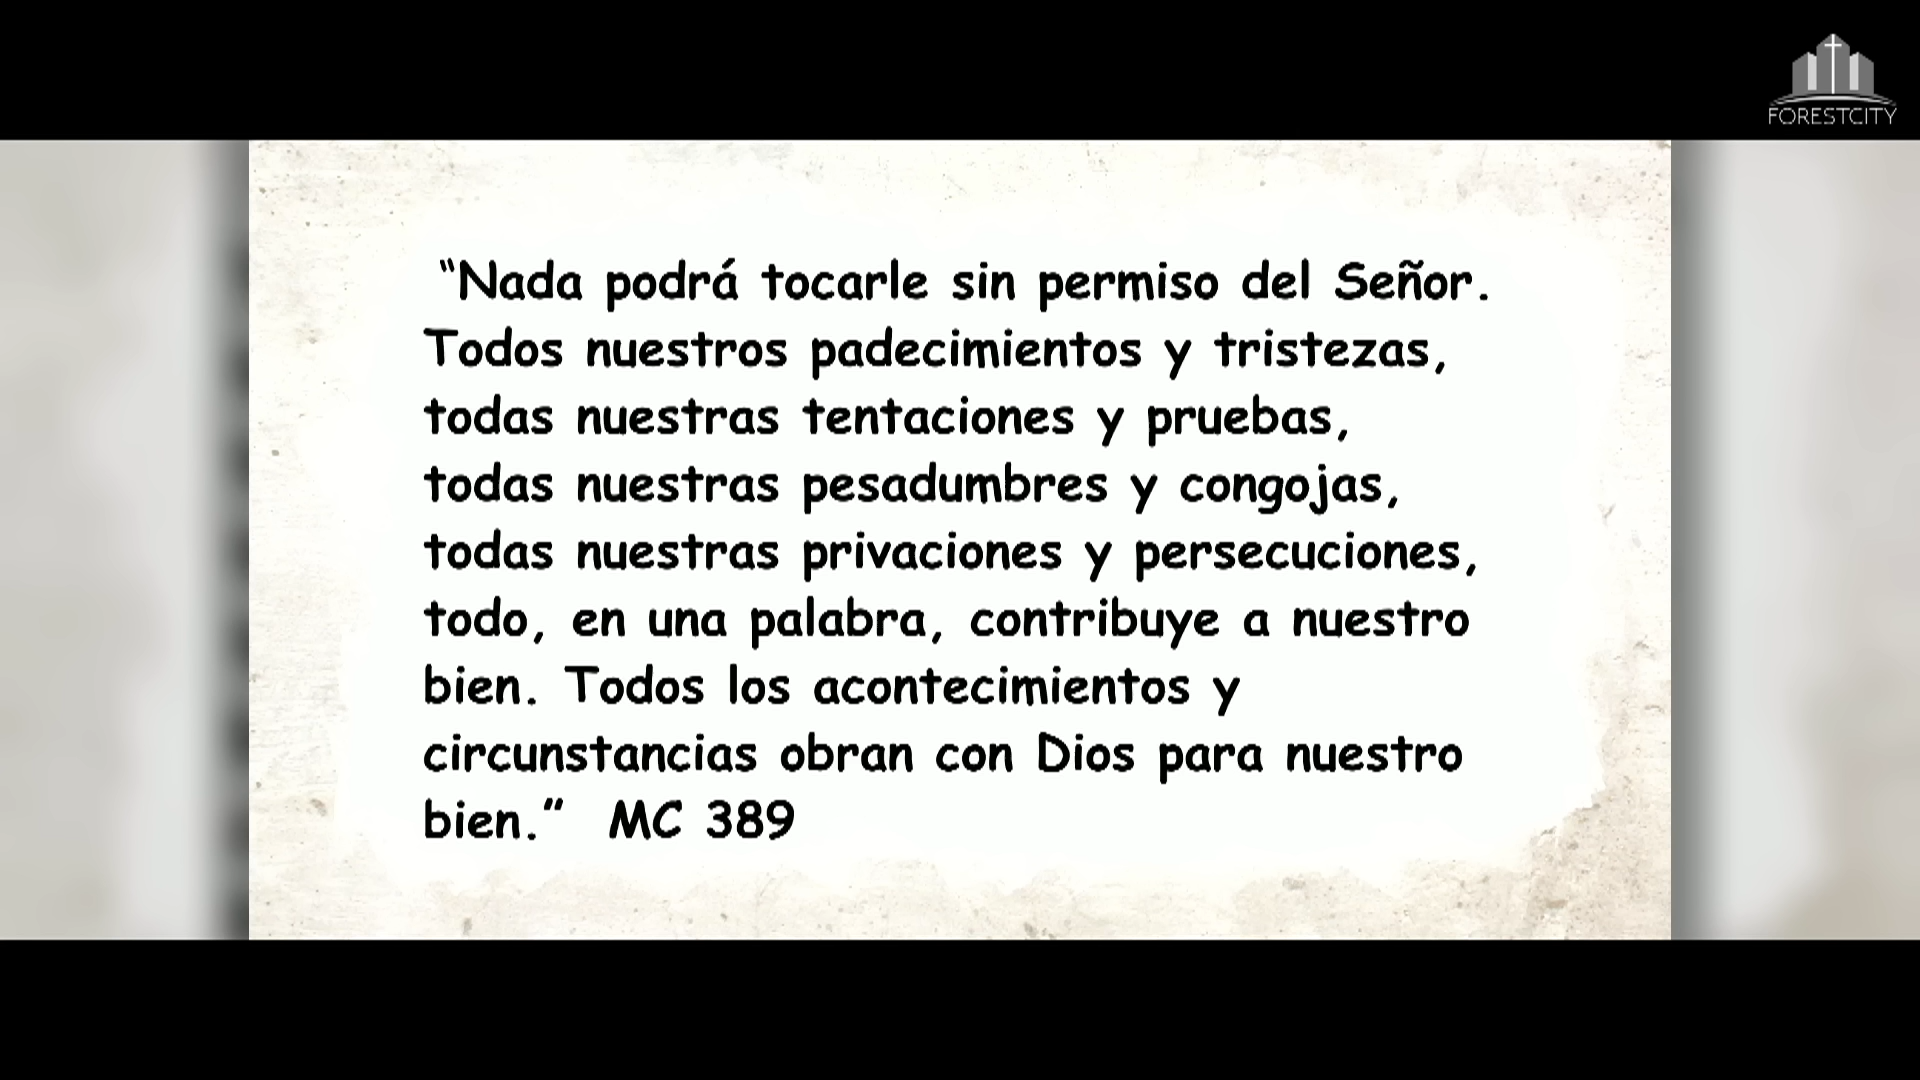 FORESTCITY
“Nada podrá tocarle sin permiso del Señor.
Todos nuestros padecimientos y tristezas,
todas nuestras tentaciones y pruebas,
todas nuestras pesadumbres y congojas,
todas nuestras privaciones y persecuciones,
todo, en una palabra, contribuye a nuestro
bien. Todos los acontecimientos y
circunstancias obran con Dios para nuestro
bien.” MC 389